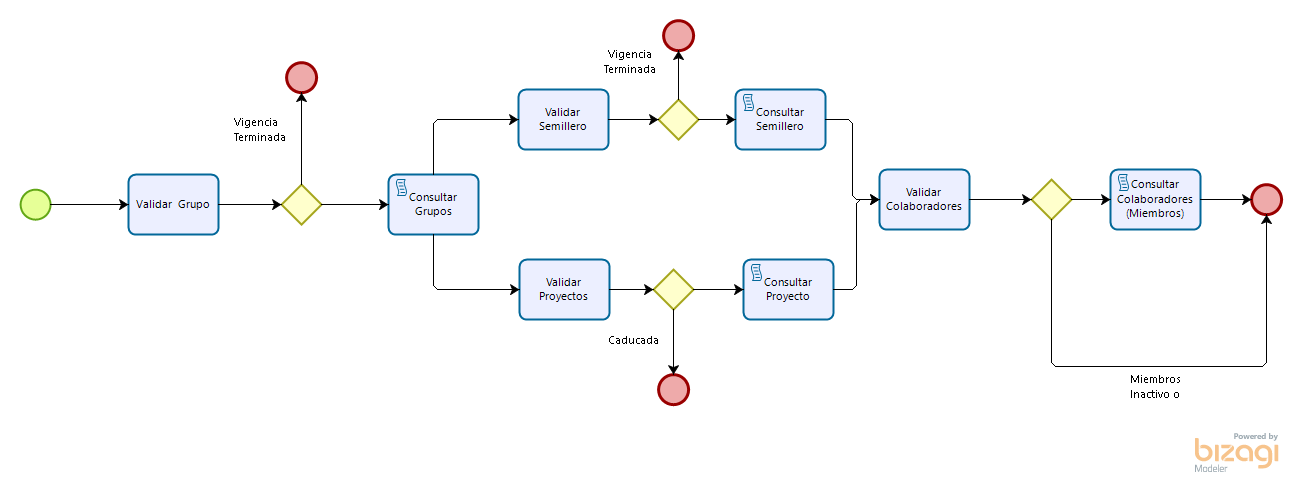 Vigencia
Terminada
Validar Grupo
Consultar
Grupos
Validar
Semillero
Vigencia
Terminada
Consultar
Semillero
Validar
Proyectos
Caducada
Consultar
Proyecto
Validar
Colaboradores
Consultar
Colaboradores
(Miembros)
Miembros
Inactivo o
Powered by
bizagi
Modeler